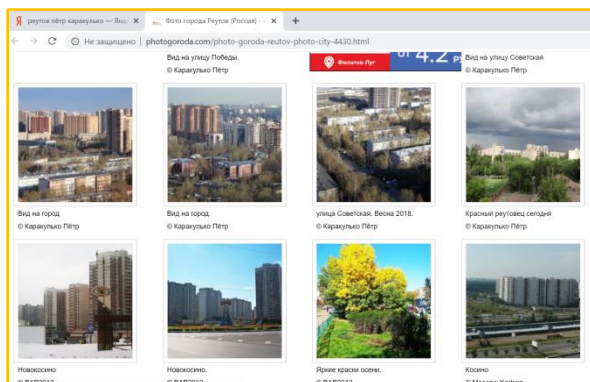 реутов пётр каракулько — Янд
Фото города Реутов (Россия) -
Не защищено | photogoroda.com/photo-goroda-reutov-photo-city-4430.html
Вид на улицу Победы.
© Каракулько Пётр
Филатов Луг
от 4.2
Вид на улицу Советская
© Каракулько Пётр
Вид на город
© Каракулько Пётр
Вид на город.
© Каракулько Пётр
улица Советская. Весна 2018.
© Каракулько Пётр
Красный реутовец сегодня
© Каракулько Пётр
Новокосино
Новокосино.
Яркие краски осени.
Косино